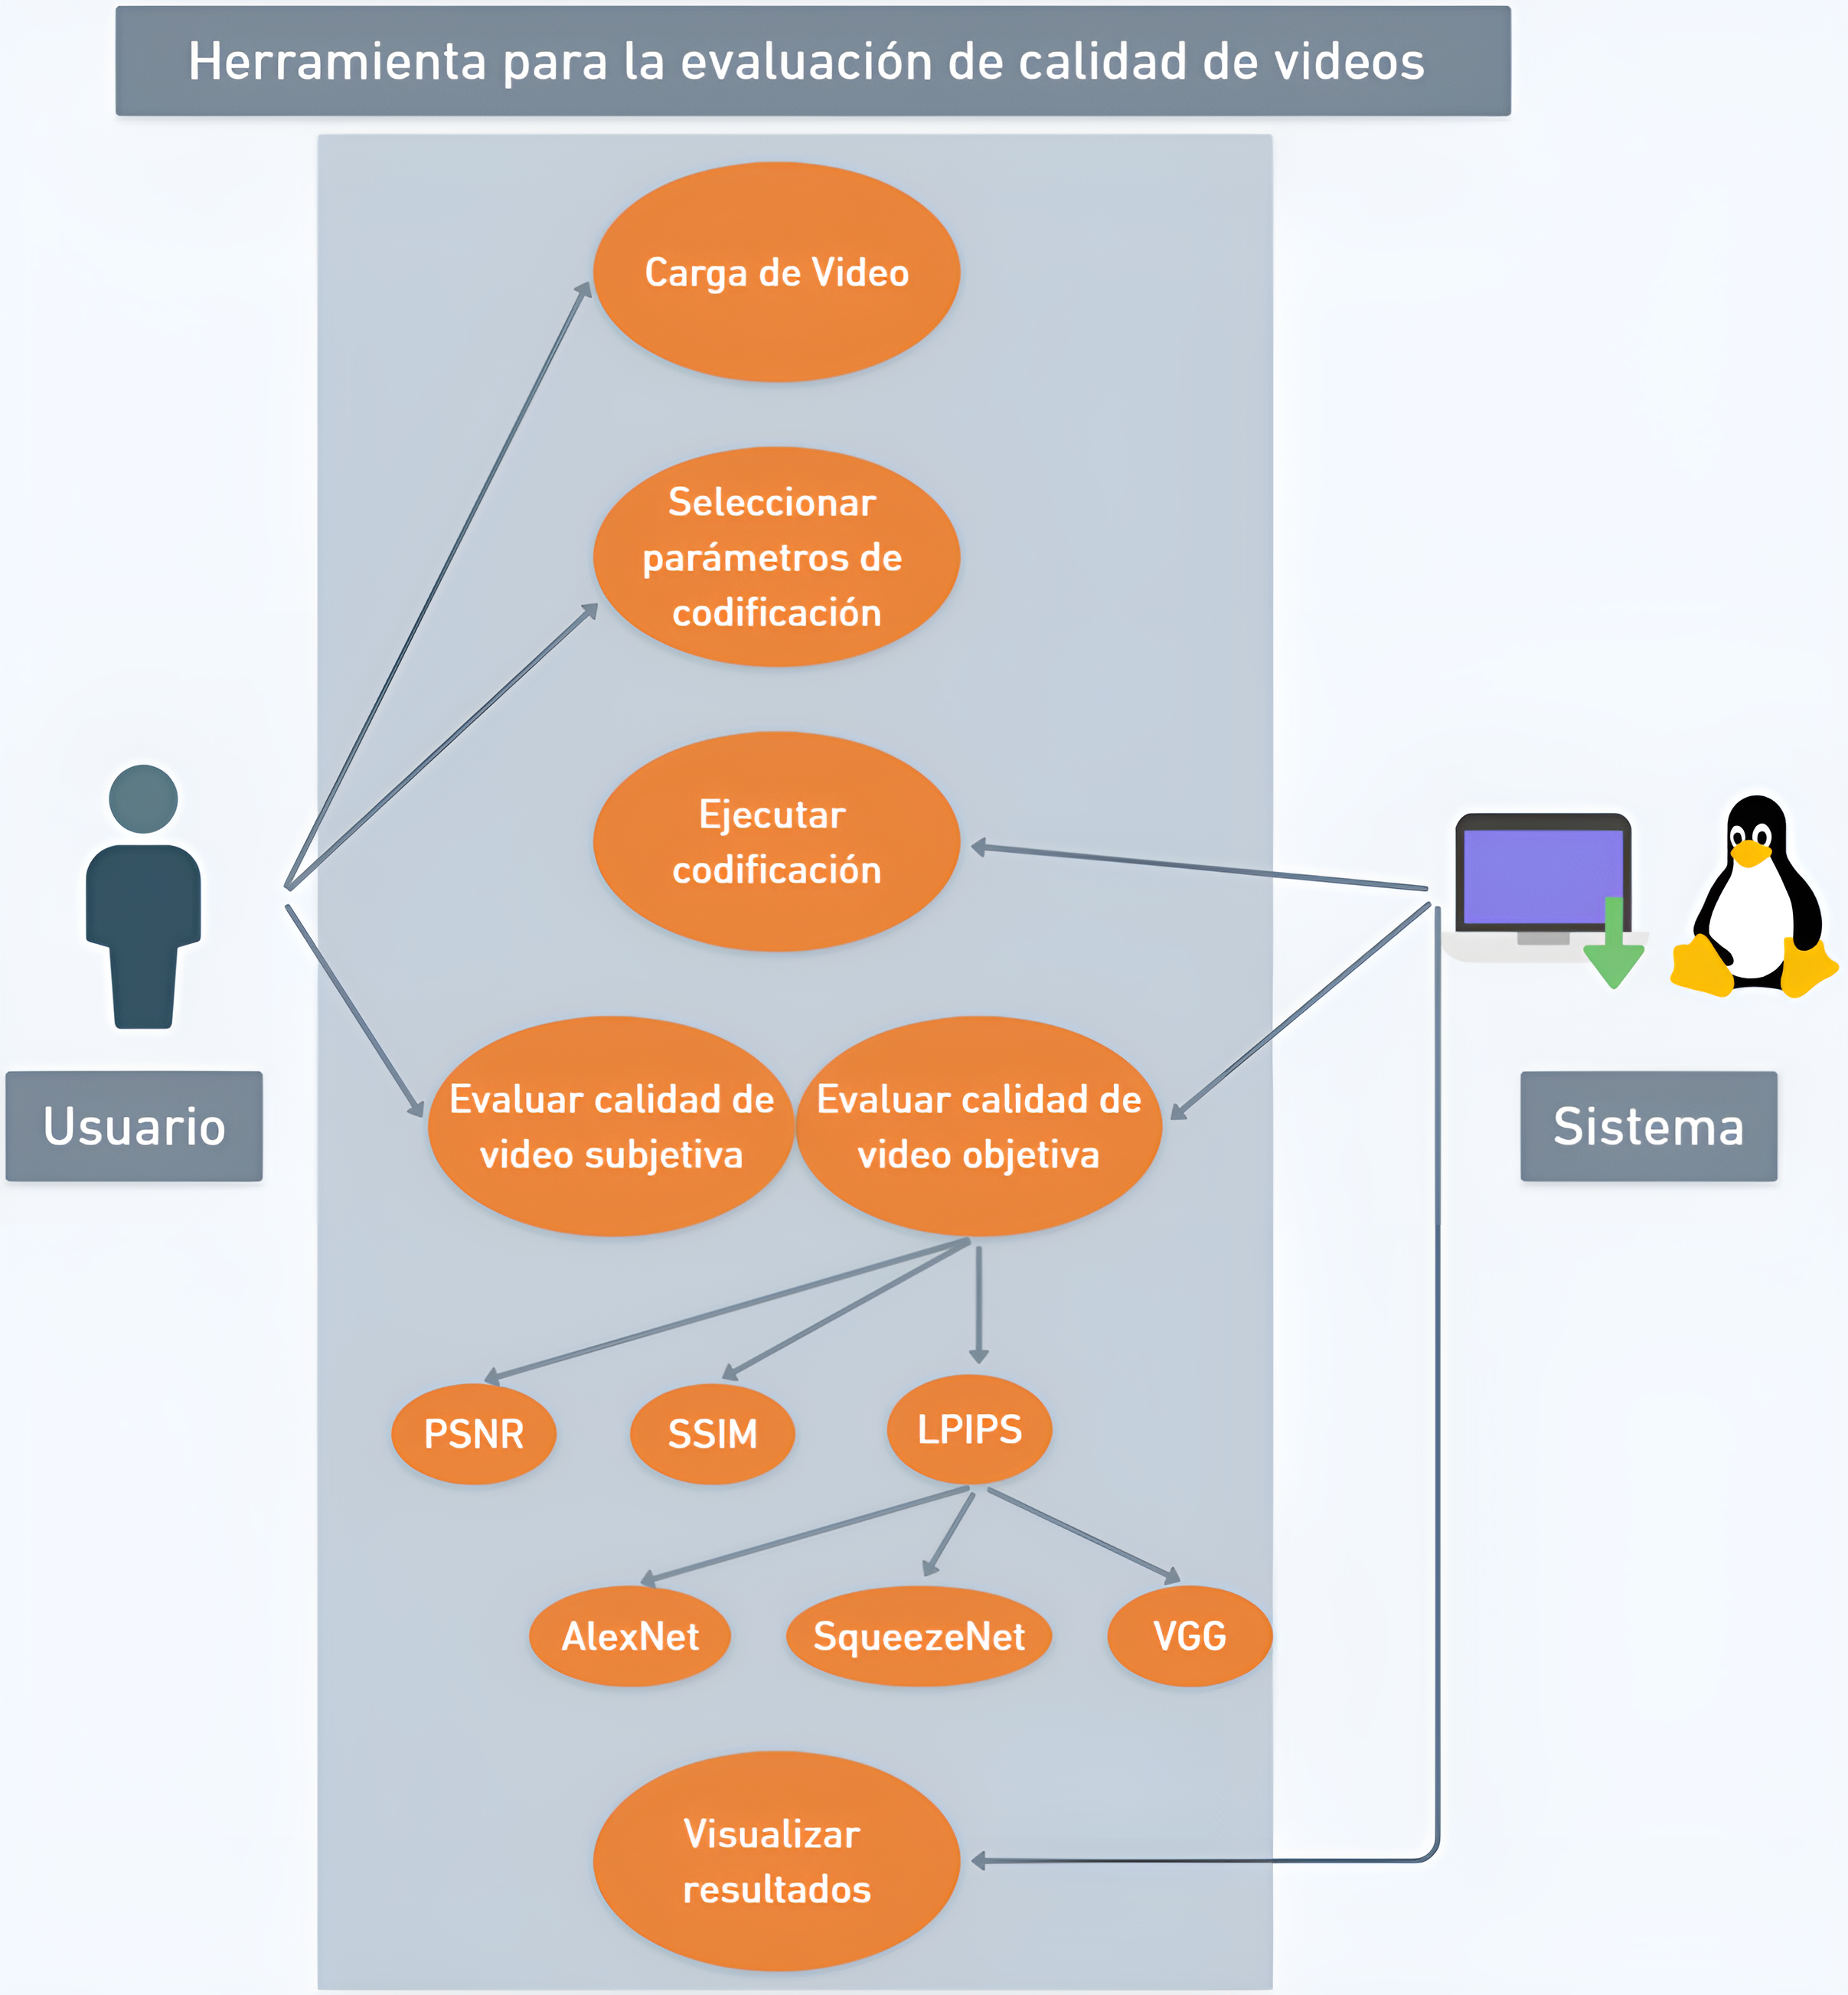 Herramienta para la evaluación de calidad de videos
Carga de Video
Seleccionar
parámetros de
codificación
Ejecutar
codificación
Evaluar calidad de
video subjetiva
Evaluar calidad de
video objetiva
Usuario
Sistema
PSNR
SSIM
LPIPS
AlexNet
SqueezeNet
VGG
Visualizar
resultados